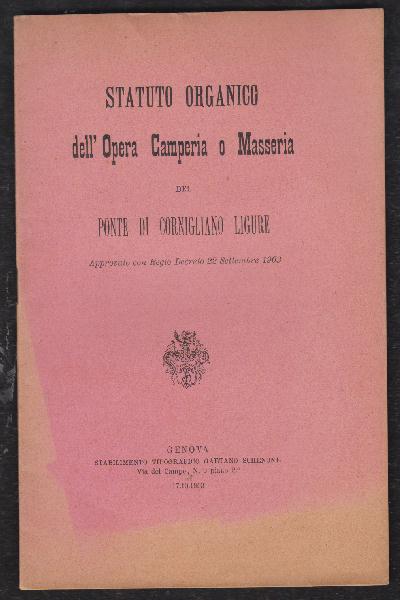 STATUTO ORGANICO
dell' Opera Camperia o Masseria
DEL
PONTE DI CORNIGLIANO LIGURE
Approvato con Regio Decreto 22 Settembre 1903
GENOVA
STABILIMENTO TIPOGRAFICO GAETANO SCHENONE
Via del Campo, N. piano 2.°